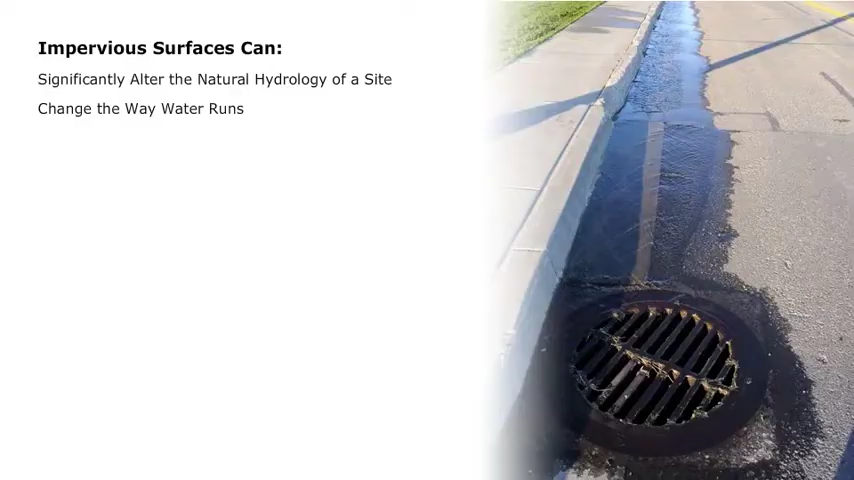 Impervious Surfaces Can:
Significantly Alter the Natural Hydrology of a Site
Change the Way Water Runs